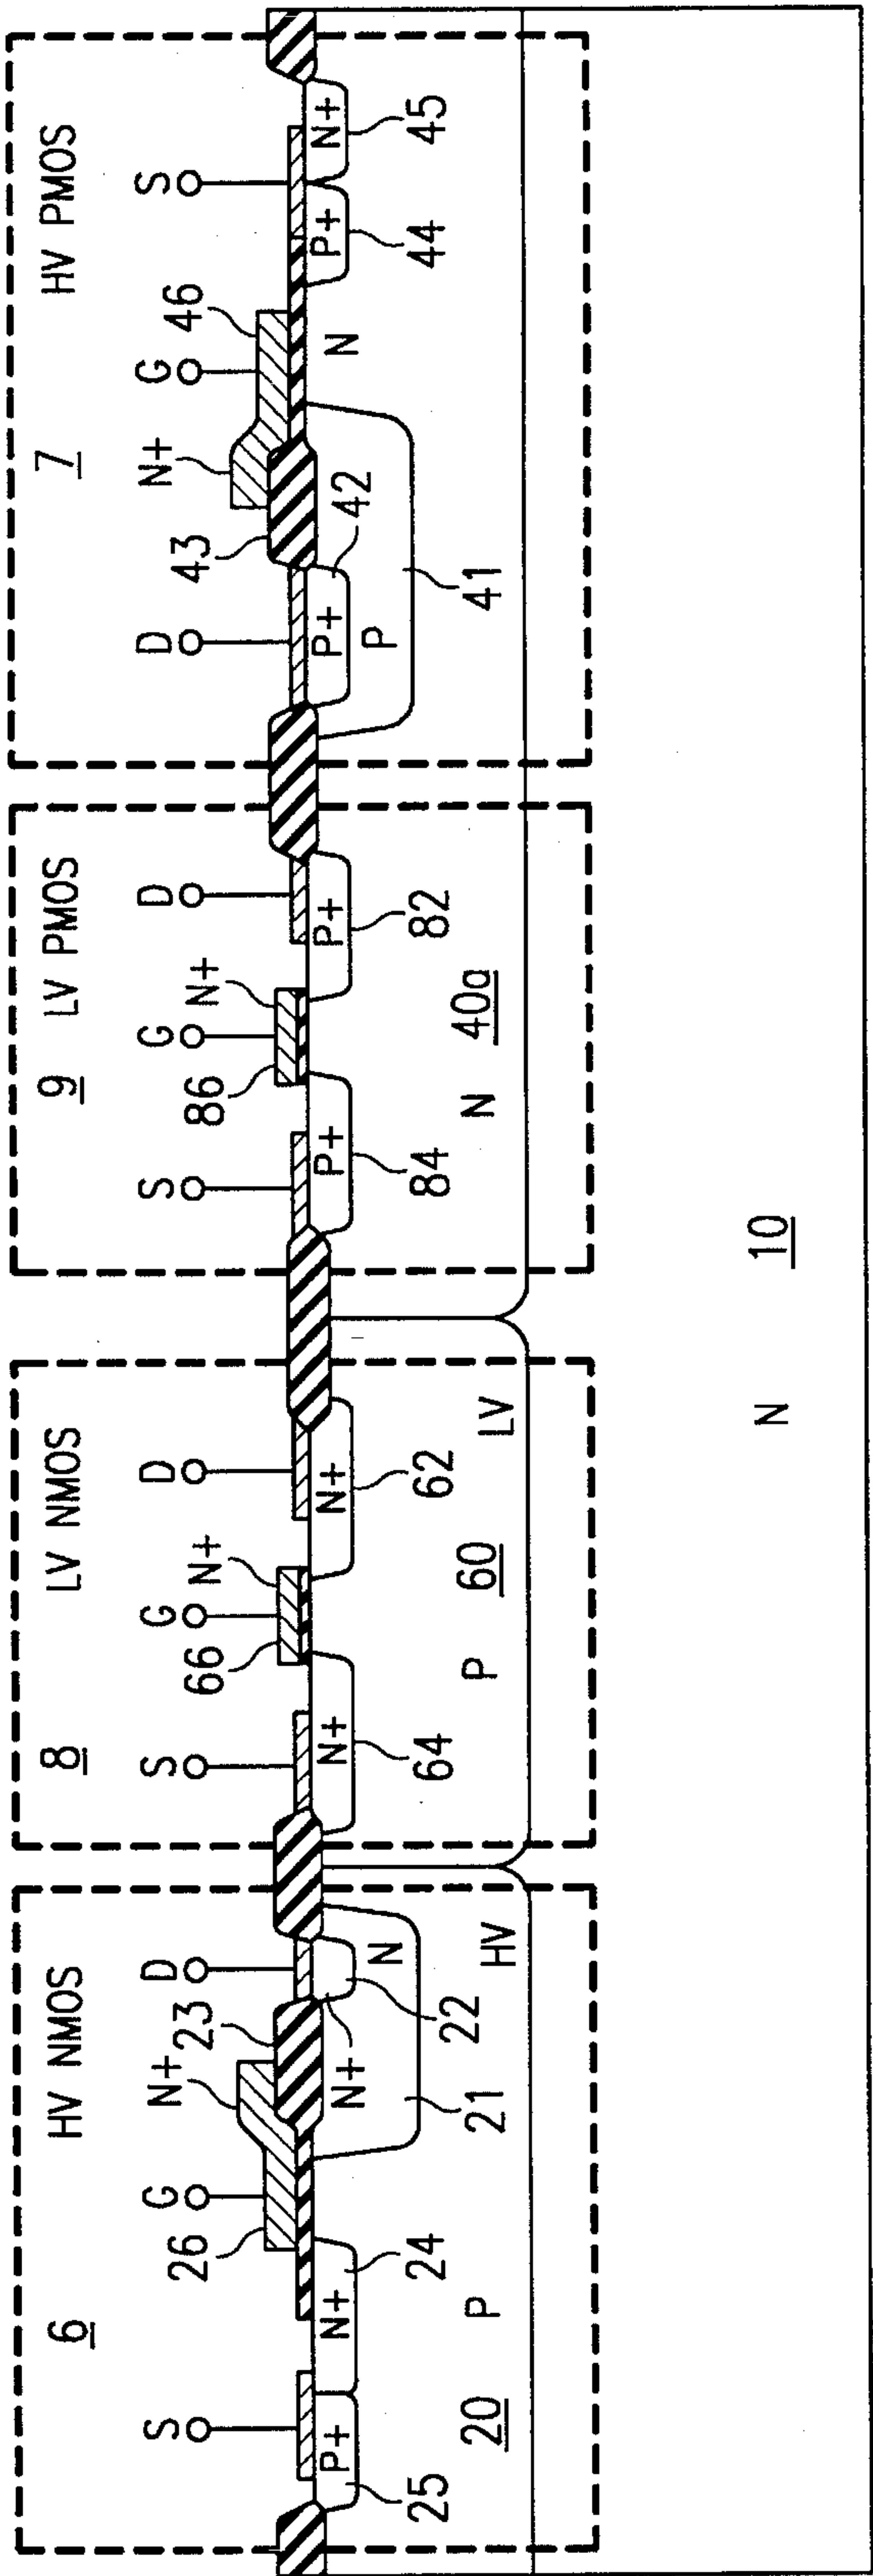 6 HV NMOS
8 LV NMOS
9 LV PMOS
7 HV PMOS
S G N+ D
S G N+ D
S G N+ D
D N+ G S
26 23
66
86
43 46
P+ N+ N+ N
N+ N+
P+ P+
P+ P N P+ N+
25 24 21 22
64 62
84 82
42 41 44 45
20 P HV
P 60 LV
N 40a
N 10